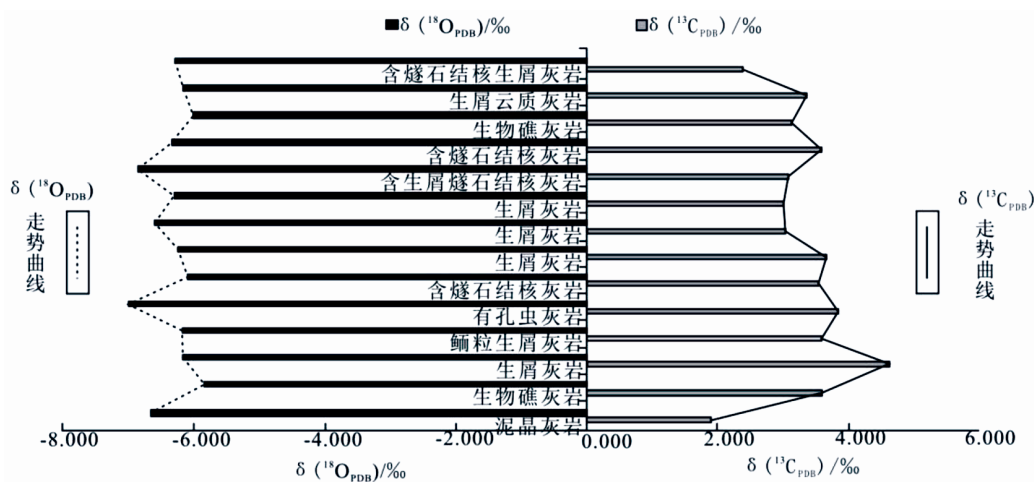 δ (¹⁸O_PDB)/‰ δ (¹³C_PDB) /‰
含燧石结核生屑灰岩
生屑云质灰岩
生物礁灰岩
含燧石结核灰岩
含生屑燧石结核灰岩
生屑灰岩
生屑灰岩
生屑灰岩
含燧石结核灰岩
有孔虫灰岩
鲕粒生屑灰岩
生屑灰岩
生物礁灰岩
泥晶灰岩
δ (¹⁸O_PDB)
走势曲线
δ (¹³C_PDB)
走势曲线
-8.000 -6.000 -4.000 -2.000 0.000 2.000 4.000 6.000
δ (¹⁸O_PDB)/‰ δ (¹³C_PDB) /‰